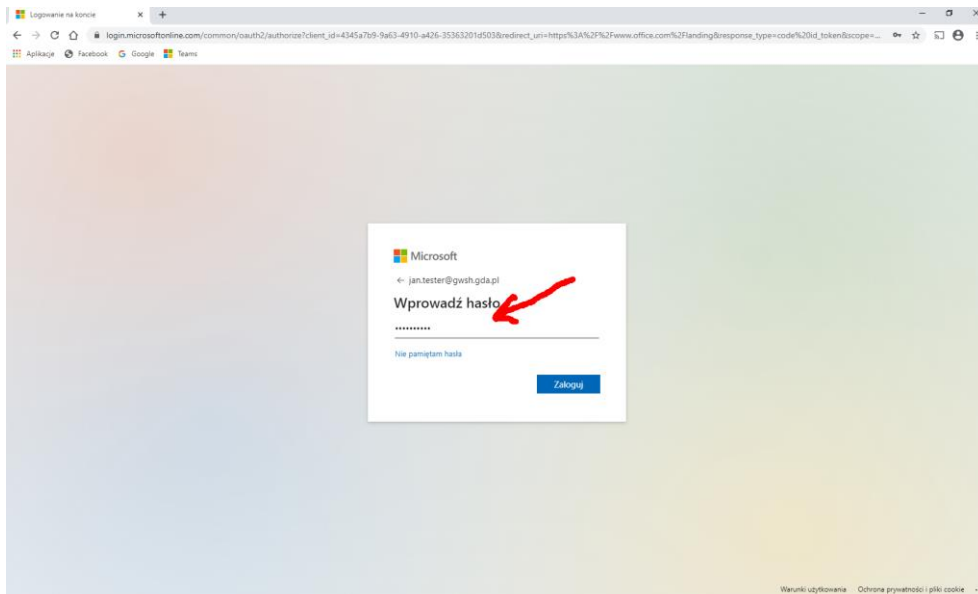 Logowanie na koncie
login.microsoftonline.com/common/oauth2/authorize?client_id=4345a7b9-9a63-4910-a426-35363201d503&redirect_uri=https%3A%2F%2Fwww.office.com%2Flanding&response_type=code%20id_token&scope=...
Aplikacje Facebook Google Teams
Microsoft
← jan.tester@gwsh.gda.pl
Wprowadź hasło
••••••••••
Nie pamiętam hasła
Zaloguj
Warunki użytkowania Ochrona prywatności i pliki cookie